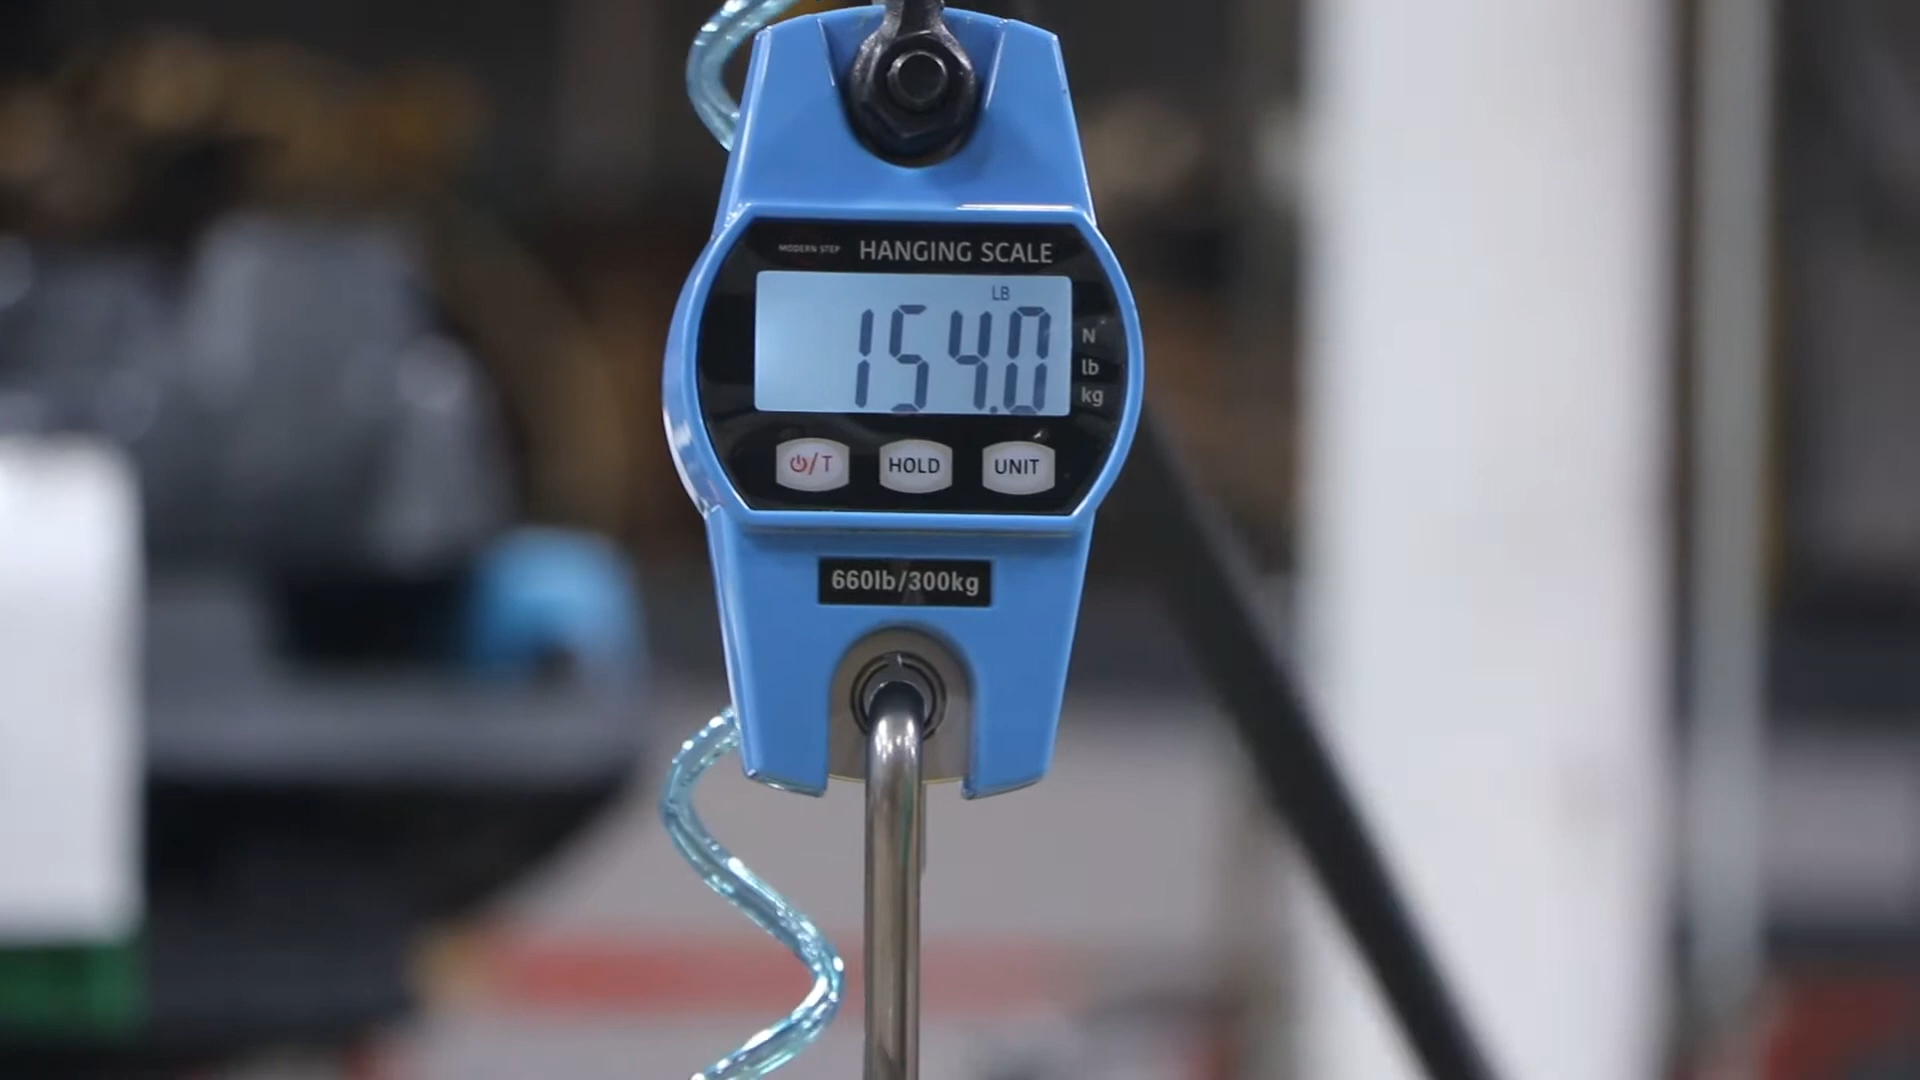 MODERN STEP HANGING SCALE
LB
154.0
N
lb
kg
⏻/T HOLD UNIT
660lb/300kg